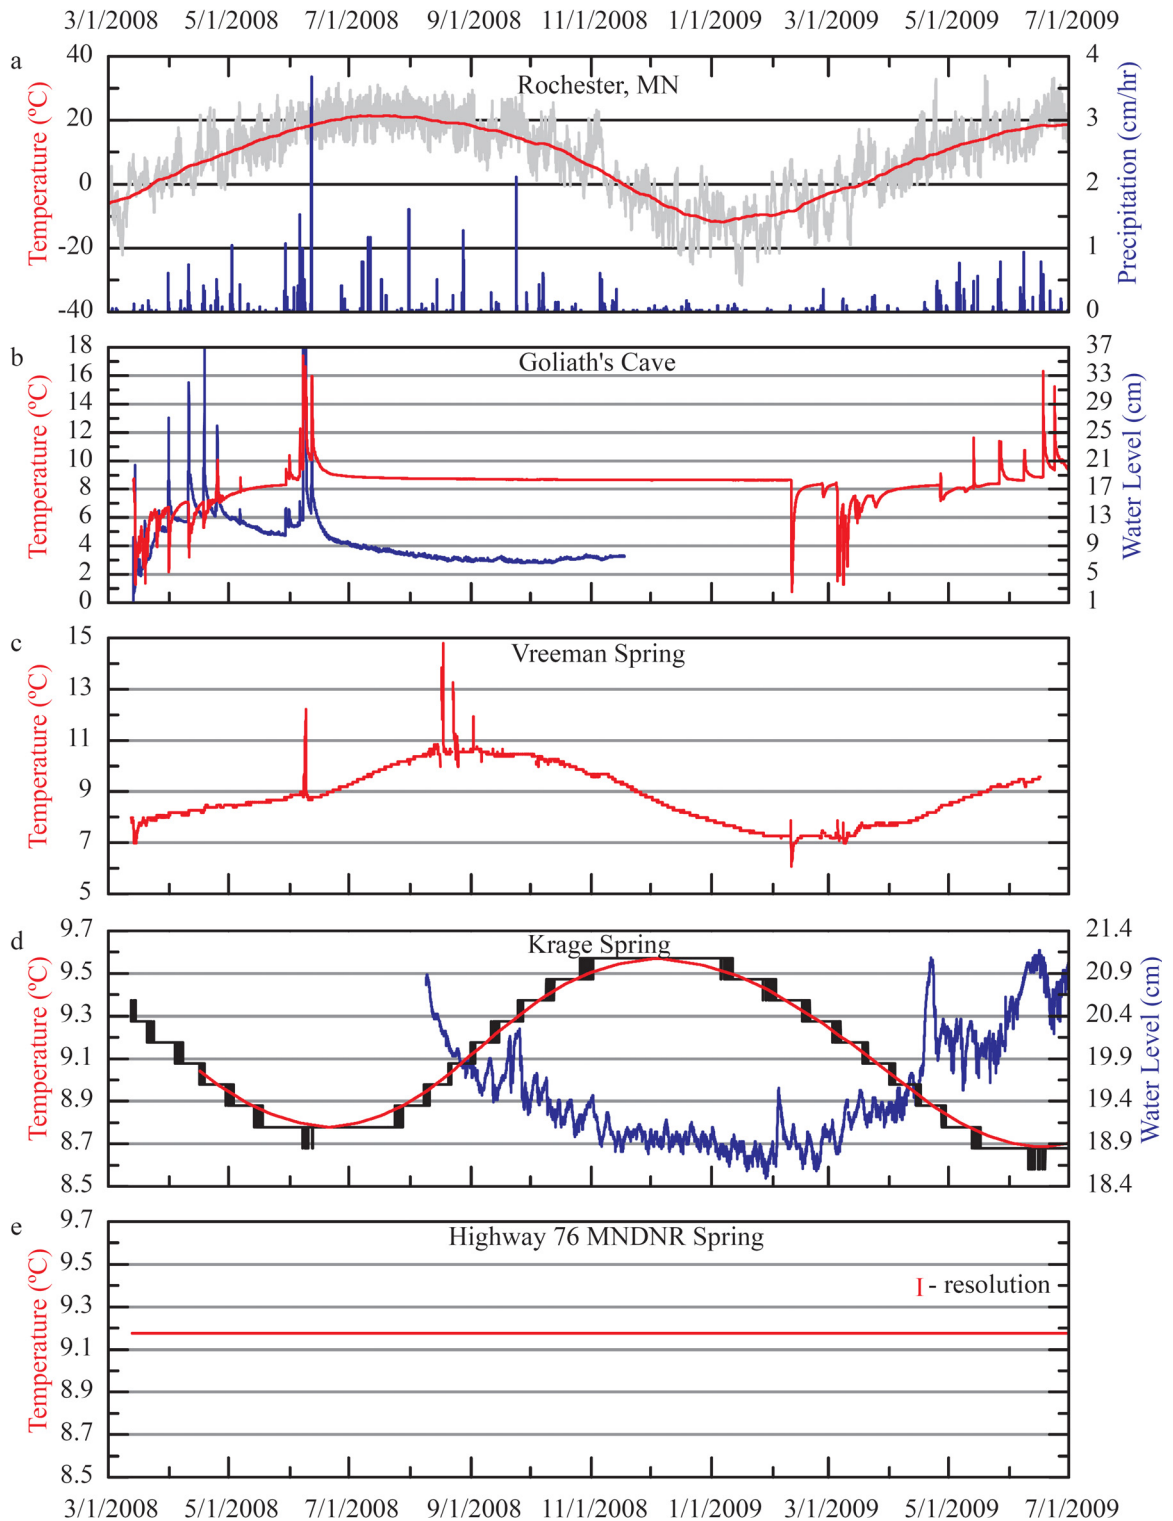 3/1/2008 5/1/2008 7/1/2008 9/1/2008 11/1/2008 1/1/2009 3/1/2009 5/1/2009 7/1/2009
a
Rochester, MN
Temperature (ºC)
40
20
0
-20
-40
Precipitation (cm/hr)
4
3
2
1
0
b
Goliath's Cave
Temperature (ºC)
18
16
14
12
10
8
6
4
2
0
Water Level (cm)
37
33
29
25
21
17
13
9
5
1
c
Vreeman Spring
Temperature (ºC)
15
13
11
9
7
5
d
Krage Spring
Temperature (ºC)
9.7
9.5
9.3
9.1
8.9
8.7
8.5
Water Level (cm)
21.4
20.9
20.4
19.9
19.4
18.9
18.4
e
Highway 76 MNDNR Spring
I - resolution
Temperature (ºC)
9.7
9.5
9.3
9.1
8.9
8.7
8.5
3/1/2008 5/1/2008 7/1/2008 9/1/2008 11/1/2008 1/1/2009 3/1/2009 5/1/2009 7/1/2009